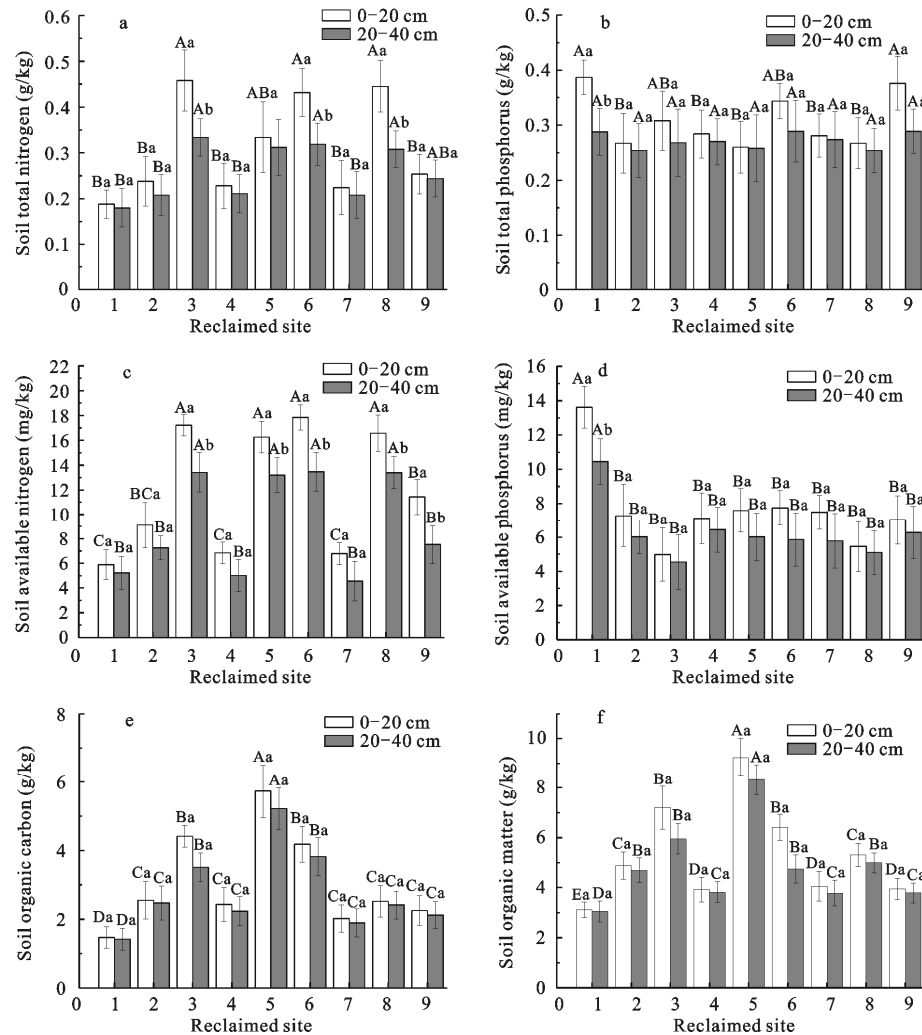 a
0-20 cm
20-40 cm
Soil total nitrogen (g/kg)
0.6
0.5
0.4
0.3
0.2
0.1
0
Ba Ba Ba Ba Aa Ab Ba Ba ABa Aa Aa Ab Ba Ba Aa Ab Ba ABa
0 1 2 3 4 5 6 7 8 9
Reclaimed site
b
0-20 cm
20-40 cm
Soil total phosphorus (g/kg)
0.5
0.4
0.3
0.2
0.1
0
Aa Ab Ba Aa ABa Aa Ba Aa Ba Aa ABa Aa Ba Aa Ba Aa Aa Aa
0 1 2 3 4 5 6 7 8 9
Reclaimed site
c
0-20 cm
20-40 cm
Soil available nitrogen (mg/kg)
22
20
18
16
14
12
10
8
6
4
2
0
Ca Ba BCa Ba Aa Ab Ca Ba Aa Ab Aa Ab Ca Ba Aa Ab Ba Bb
0 1 2 3 4 5 6 7 8 9
Reclaimed site
d
0-20 cm
20-40 cm
Soil available phosphorus (mg/kg)
16
14
12
10
8
6
4
2
0
Aa Ab Ba Ba Ba Ba Ba Ba Ba Ba Ba Ba Ba Ba Ba Ba Ba Ba
0 1 2 3 4 5 6 7 8 9
Reclaimed site
e
0-20 cm
20-40 cm
Soil organic carbon (g/kg)
8
6
4
2
0
Da Da Ca Ca Ba Ba Ca Ca Aa Aa Ba Ba Ca Ca Ca Ca Ca Ca
0 1 2 3 4 5 6 7 8 9
Reclaimed site
f
0-20 cm
20-40 cm
Soil organic matter (g/kg)
10
8
6
4
2
0
Ea Da Ca Ba Ba Ba Da Ca Aa Aa Ba Ba Da Ca Ca Ba Da Ca
0 1 2 3 4 5 6 7 8 9
Reclaimed site